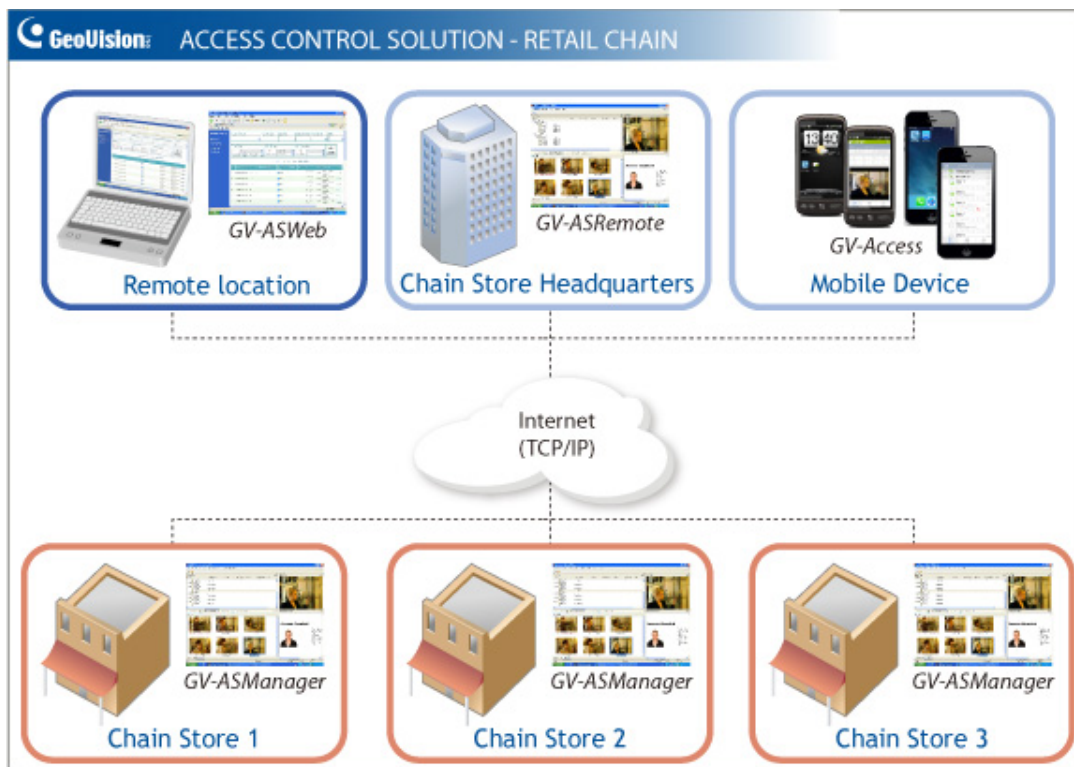 GeoVision INC
ACCESS CONTROL SOLUTION - RETAIL CHAIN
GV-ASWeb
Remote location
GV-ASRemote
Chain Store Headquarters
GV-Access
Mobile Device
Internet
(TCP/IP)
GV-ASManager
Chain Store 1
GV-ASManager
Chain Store 2
GV-ASManager
Chain Store 3